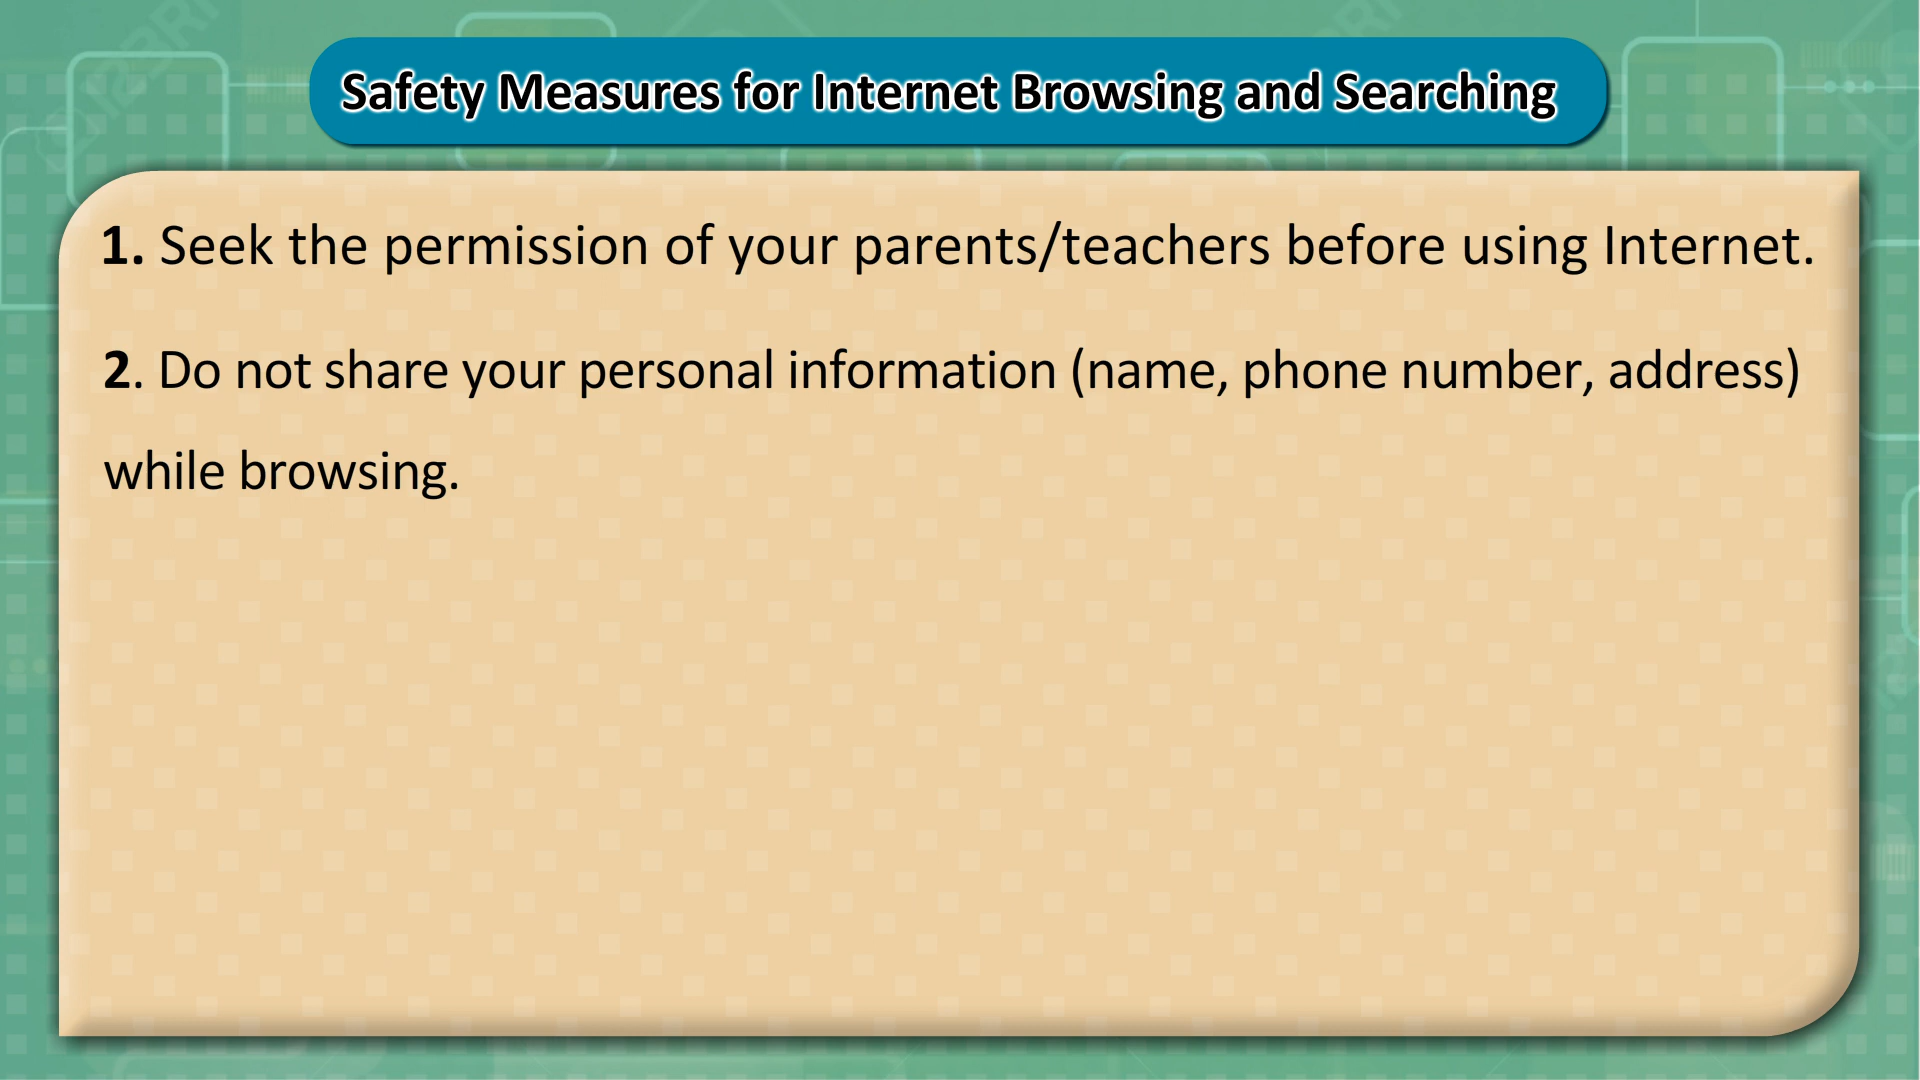 Safety Measures for Internet Browsing and Searching
1. Seek the permission of your parents/teachers before using Internet.
2. Do not share your personal information (name, phone number, address)
while browsing.